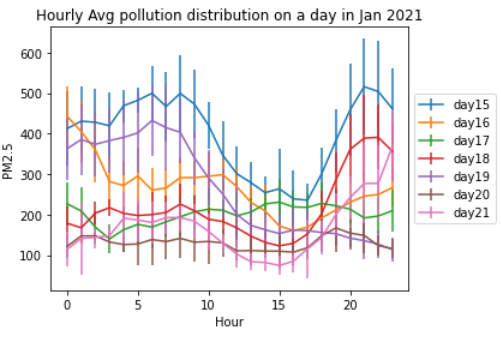 Hourly Avg pollution distribution on a day in Jan 2021
600
500
400
300
200
100
PM2.5
0
5
10
15
20
Hour
day15
day16
day17
day18
day19
day20
day21